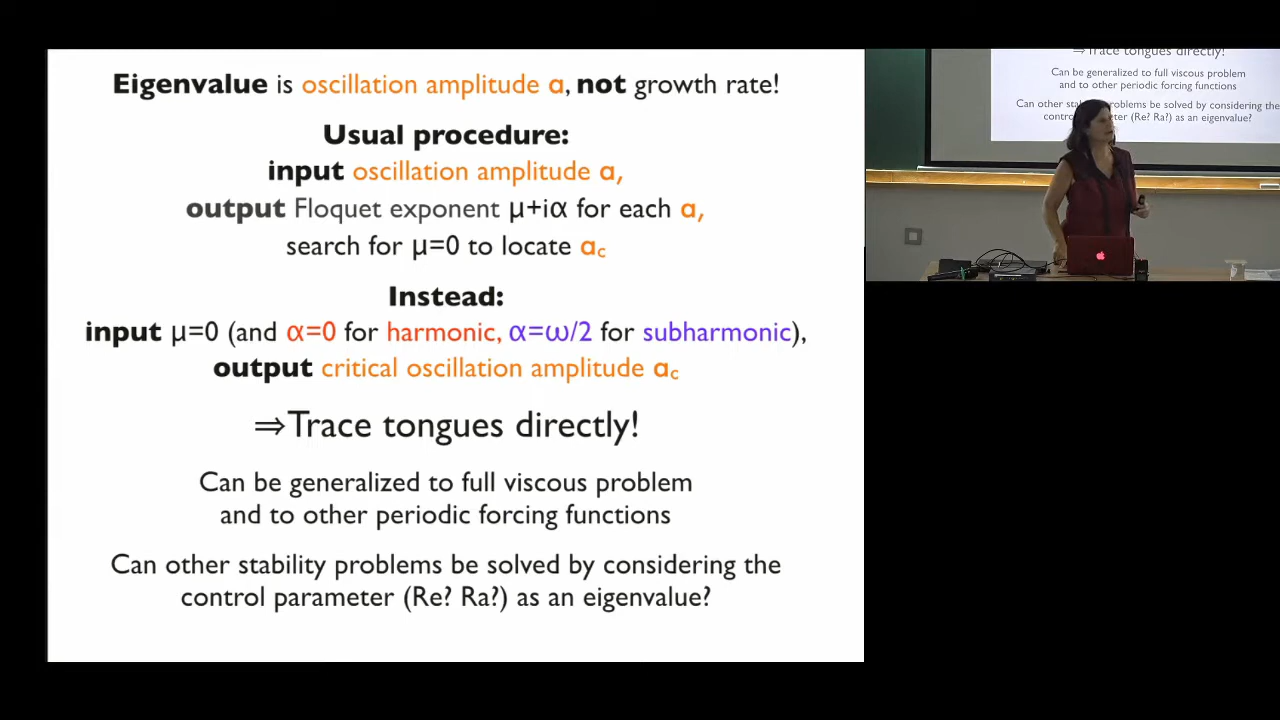 Eigenvalue is oscillation amplitude a, not growth rate!
Usual procedure:
input oscillation amplitude a,
output Floquet exponent μ+iα for each a,
search for μ=0 to locate ac
Instead:
input μ=0 (and α=0 for harmonic, α=ω/2 for subharmonic),
output critical oscillation amplitude ac
⇒Trace tongues directly!
Can be generalized to full viscous problem
and to other periodic forcing functions
Can other stability problems be solved by considering the
control parameter (Re? Ra?) as an eigenvalue?
⇒Trace tongues directly!
Can be generalized to full viscous problem
and to other periodic forcing functions
Can other stab problems be solved by considering the
contro meter (Re? Ra?) as an eigenvalue?